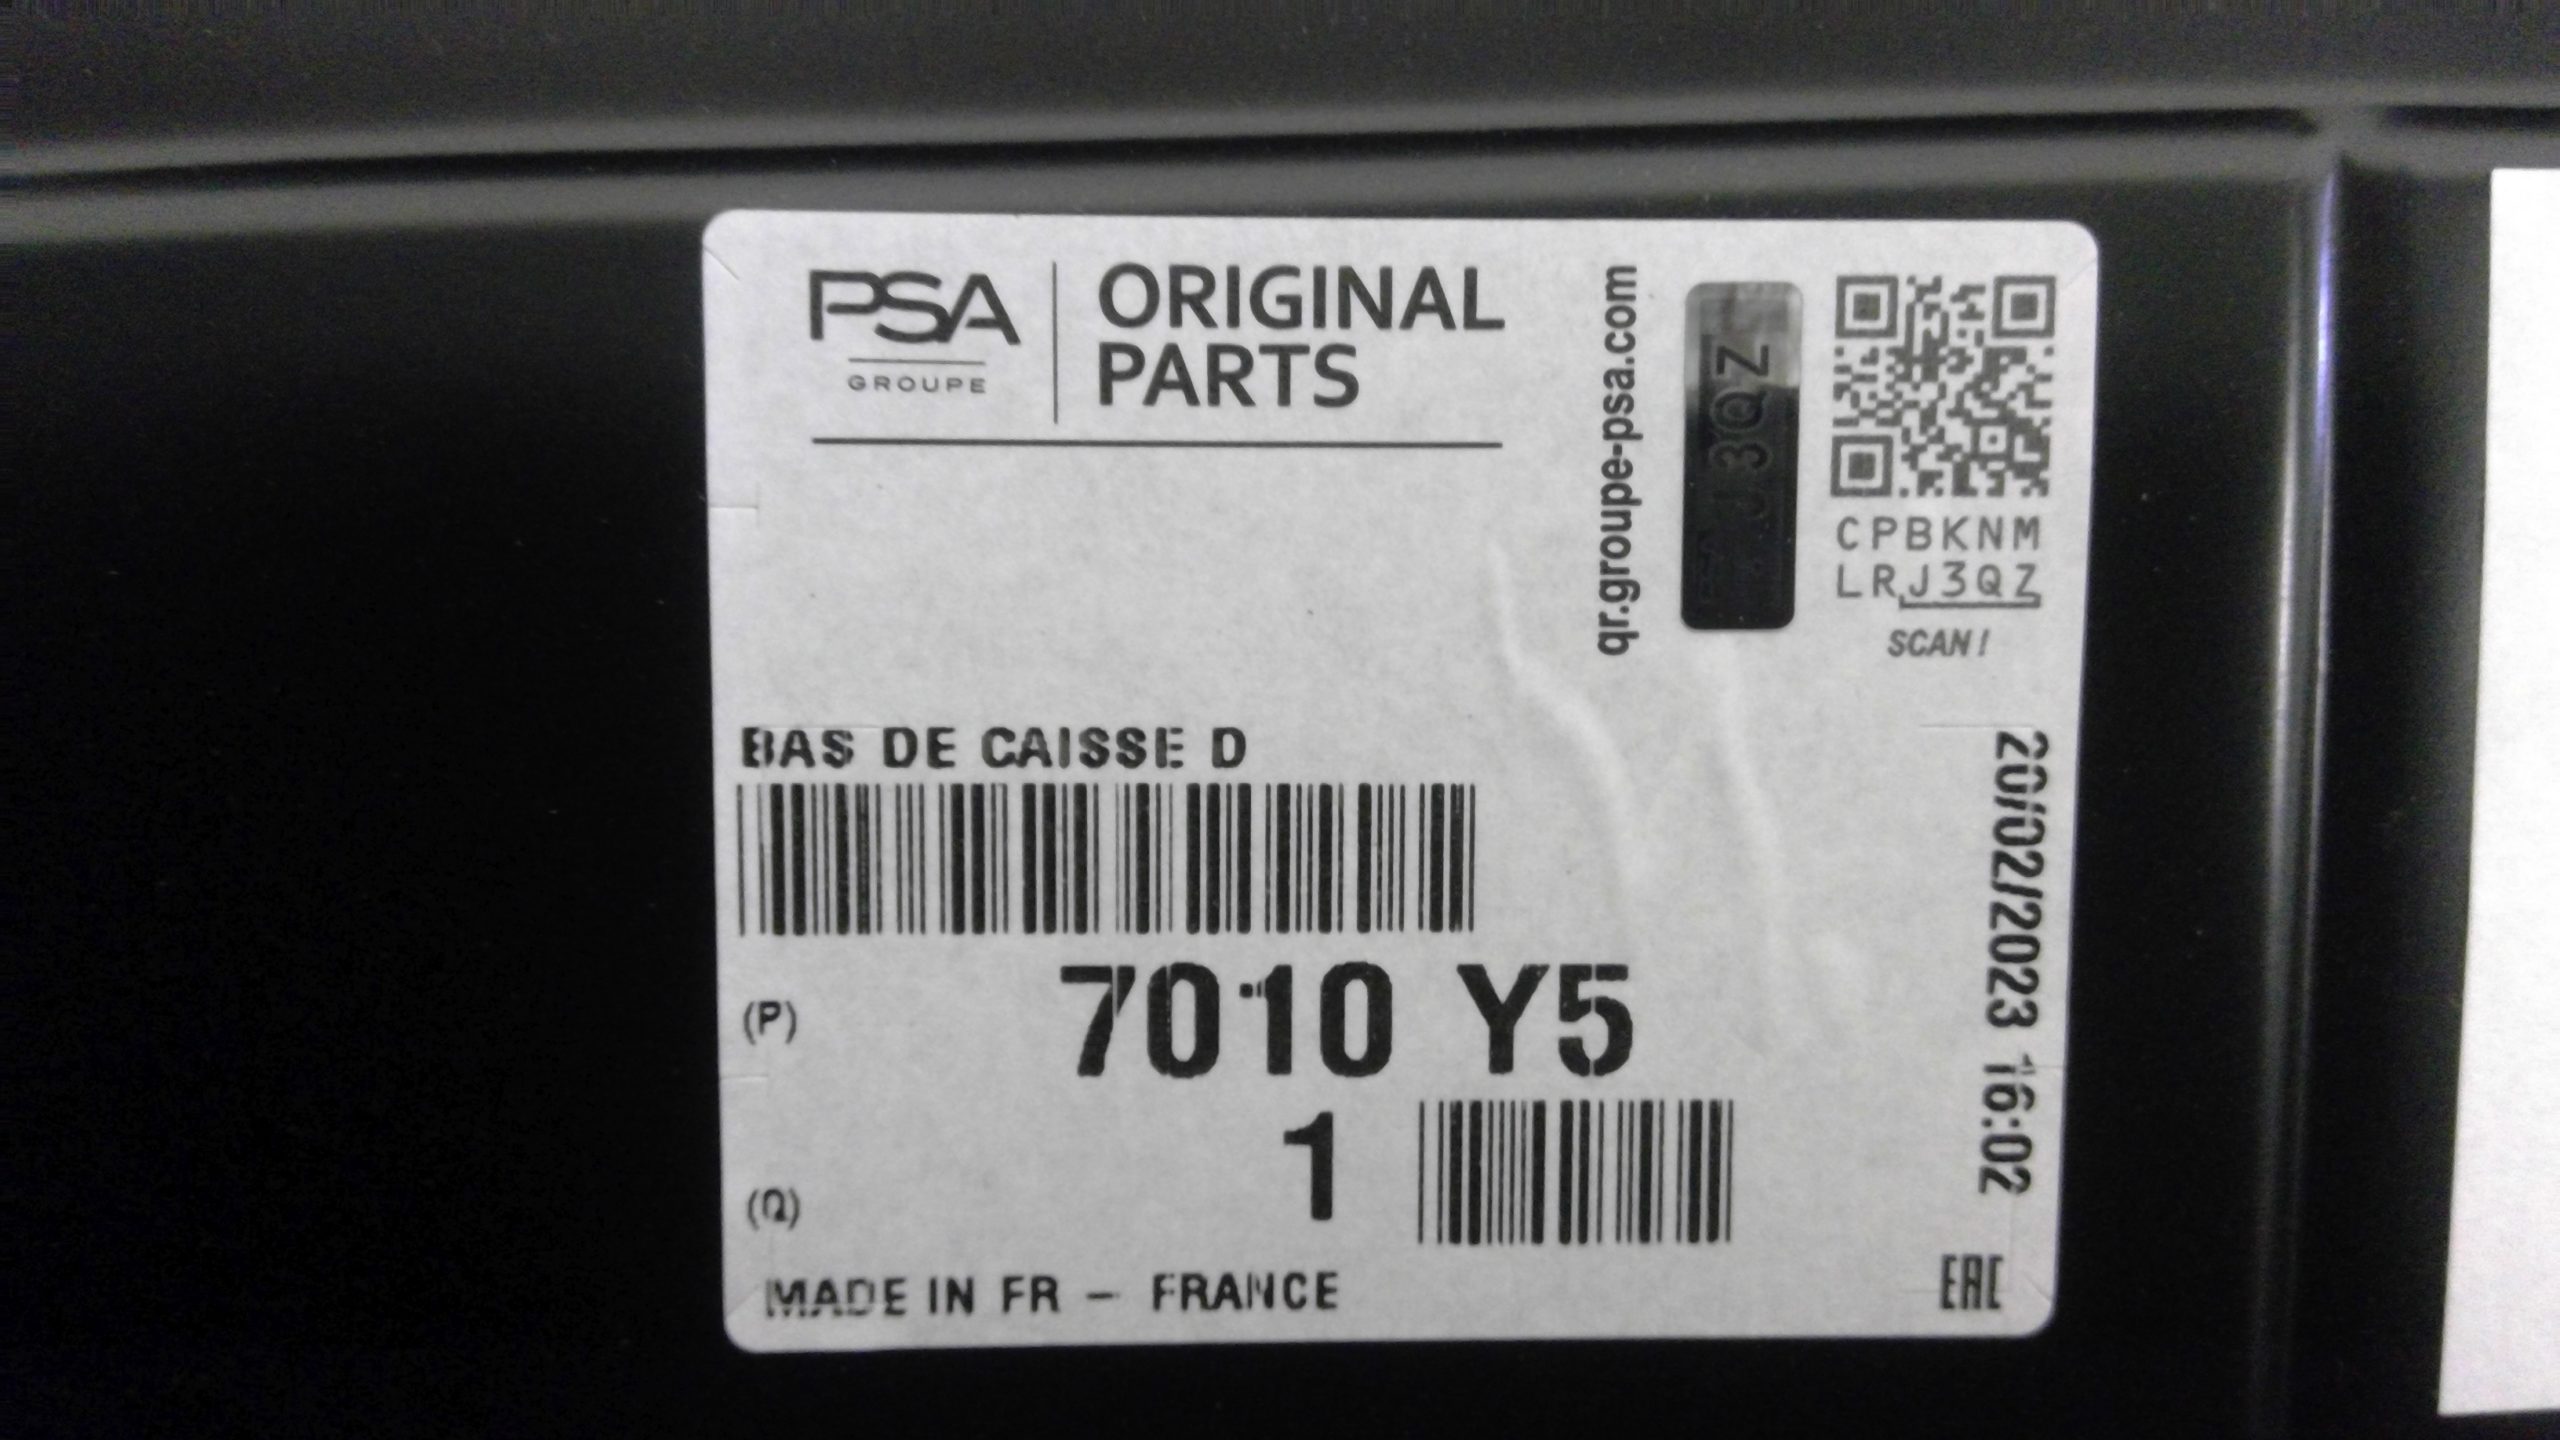 PSA
GROUPE
ORIGINAL
PARTS
qr.groupe-psa.com
J3QZ
CPBKNM
LRJ3QZ
SCAN!
BAS DE CAISSE D
20/02/2023 16:02
(P) 7010 Y5
(Q) 1
MADE IN FR - FRANCE
EAC